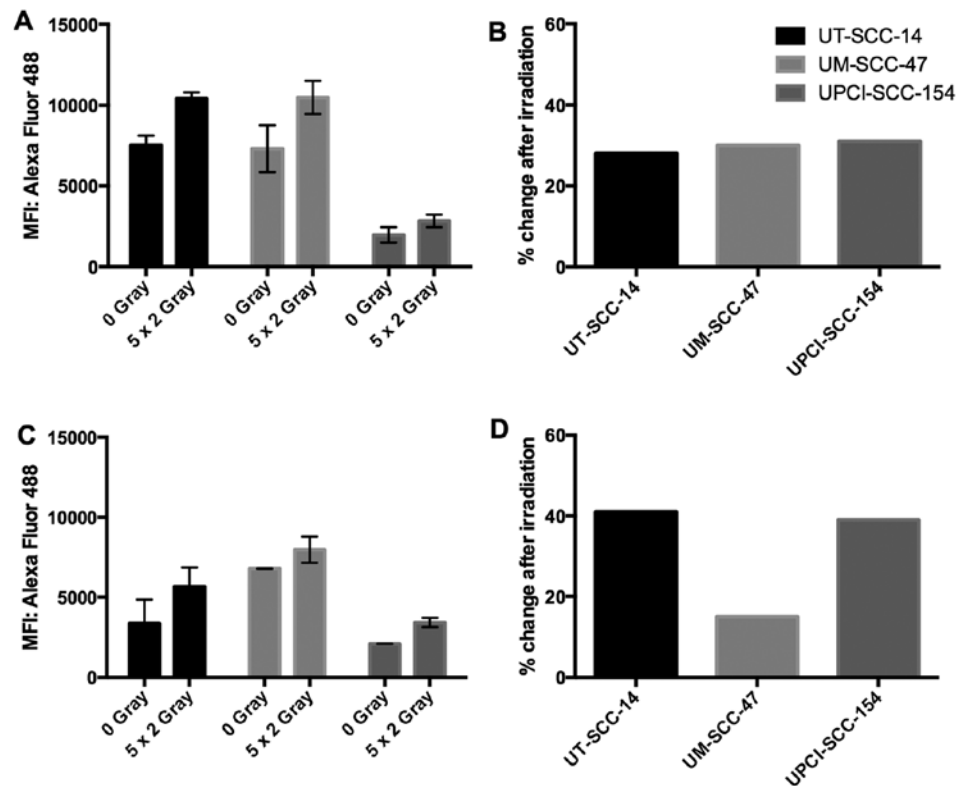 A
MFI: Alexa Fluor 488
15000
10000
5000
0
0 Gray
5 x 2 Gray
0 Gray
5 x 2 Gray
0 Gray
5 x 2 Gray
B
% change after irradiation
60
40
20
0
UT-SCC-14
UM-SCC-47
UPCI-SCC-154
UT-SCC-14
UM-SCC-47
UPCI-SCC-154
C
MFI: Alexa Fluor 488
15000
10000
5000
0
0 Gray
5 x 2 Gray
0 Gray
5 x 2 Gray
0 Gray
5 x 2 Gray
D
% change after irradiation
60
40
20
0
UT-SCC-14
UM-SCC-47
UPCI-SCC-154